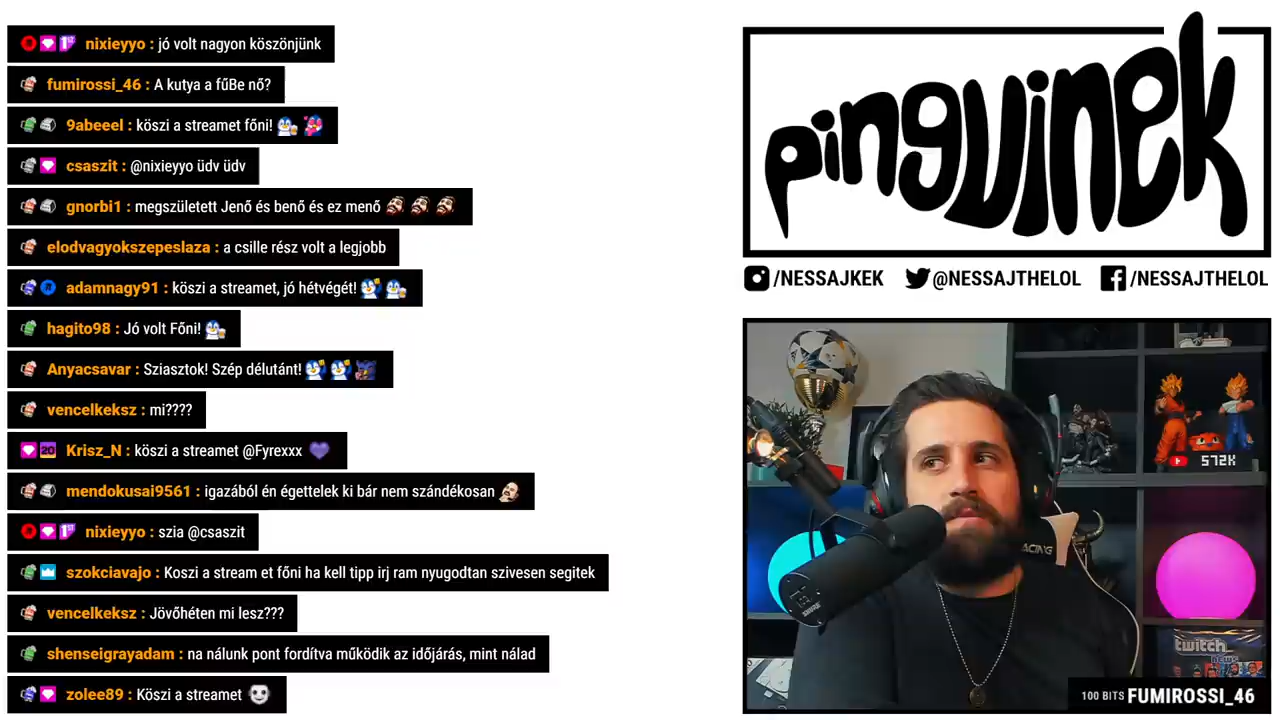 nixieyyo : jó volt nagyon köszönjünk
fumirossi_46 : A kutya a fűBe nő?
9abeeel : köszi a streamet főni!
csaszit : @nixieyyo üdv üdv
gnorbi1 : megszületett Jenő és benő és ez menő
elodvagyokszepeslaza : a csille rész volt a legjobb
adamnagy91 : köszi a streamet, jó hétvégét!
hagito98 : Jó volt Főni!
Anyacsavar : Sziasztok! Szép délutánt!
vencelkeksz : mi????
20 Krisz_N : köszi a streamet @Fyrexxx
mendokusai9561 : igazából én égettelek ki bár nem szándékosan
nixieyyo : szia @csaszit
szokciavajo : Koszi a stream et főni ha kell tipp irj ram nyugodtan szivesen segitek
vencelkeksz : Jövőhéten mi lesz???
shenseigrayadam : na nálunk pont fordítva működik az időjárás, mint nálad
zolee89 : Köszi a streamet
pingvinek
/NESSAJKEK @NESSAJTHELOL /NESSAJTHELOL
572K
ACING
SHURE
twitch
NEWS
100 BITS FUMIROSSI_46